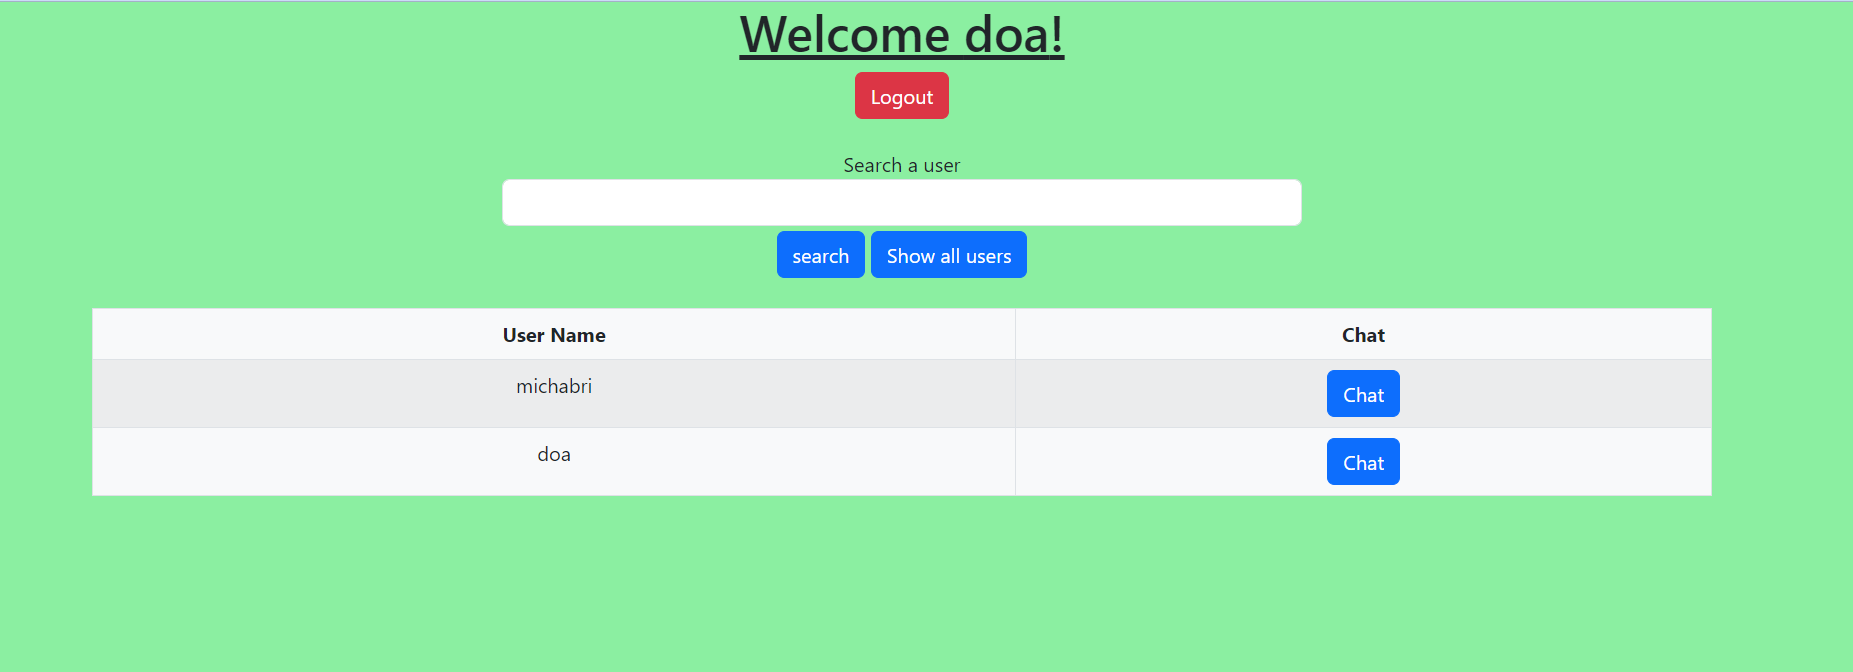 Welcome doa!
Logout
Search a user
search Show all users
User Name Chat
michabri Chat
doa Chat